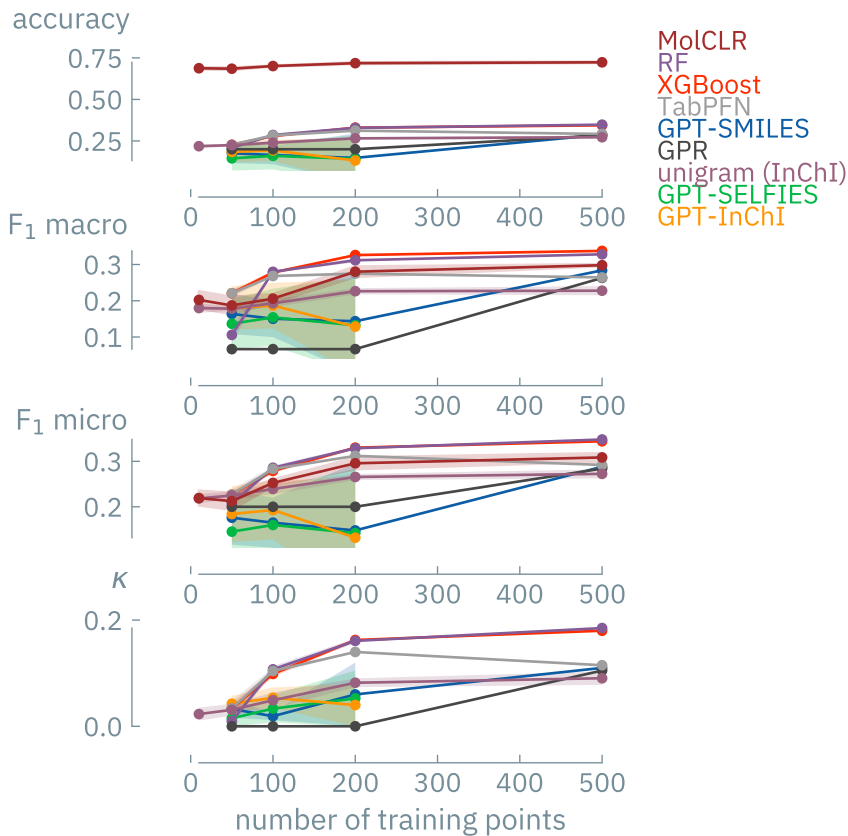 accuracy
0.75
0.50
0.25
0 100 200 300 400 500
MolCLR
RF
XGBoost
TabPFN
GPT-SMILES
GPR
unigram (InChI)
GPT-SELFIES
GPT-InChI
F₁ macro
0.3
0.2
0.1
0 100 200 300 400 500
F₁ micro
0.3
0.2
0 100 200 300 400 500
κ
0.2
0.0
0 100 200 300 400 500
number of training points